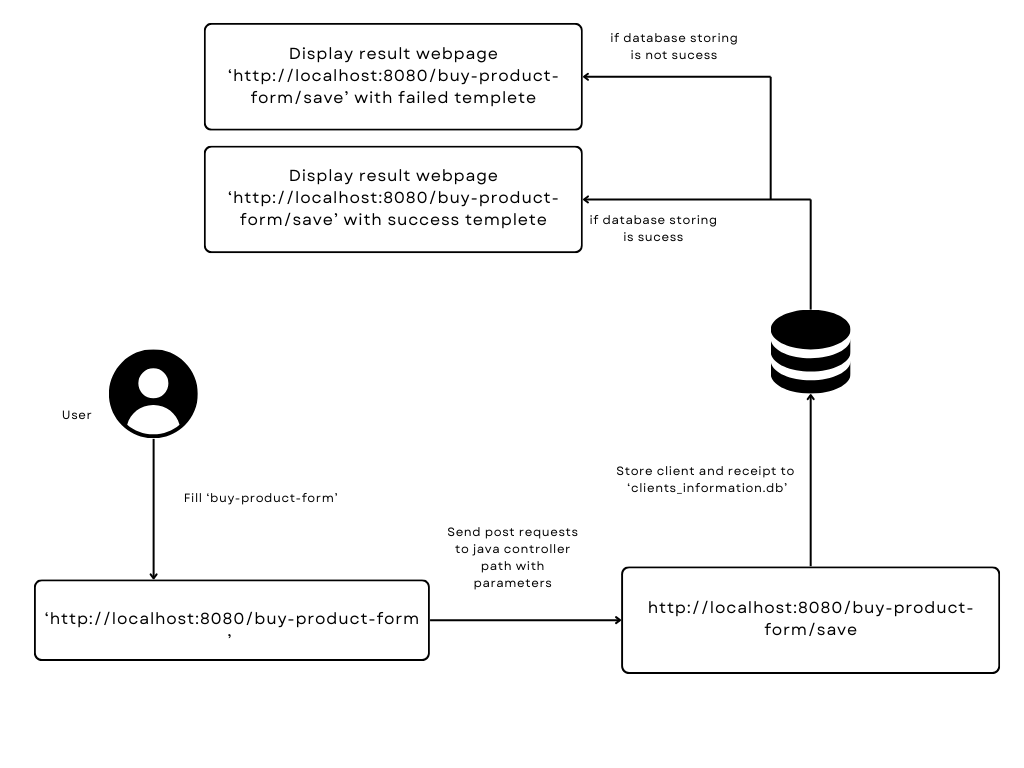 Display result webpage
‘http://localhost:8080/buy-product-
form/save’ with failed templete
if database storing
is not sucess
Display result webpage
‘http://localhost:8080/buy-product-
form/save’ with success templete
if database storing
is sucess
User
Fill ‘buy-product-form’
Store client and receipt to
‘clients_information.db’
Send post requests
to java controller
path with
parameters
‘http://localhost:8080/buy-product-form
’
http://localhost:8080/buy-product-
form/save